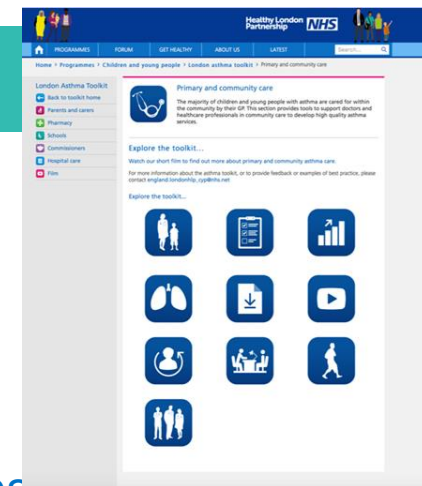 Healthy London
Partnership NHS
PROGRAMMES FORUM GET HEALTHY ABOUT US LATEST Search...
Home > Programmes > Children and young people > London asthma toolkit > Primary and community care
London Asthma Toolkit
Back to toolkit home
Parents and carers
Pharmacy
Schools
Commissioners
Hospital care
Film
Primary and community care
The majority of children and young people with asthma are cared for within
the community by their GP. This section provides tools to support doctors and
healthcare professionals in community care to develop high quality asthma
services.
Explore the toolkit...
Watch our short film to find out more about primary and community asthma care.
For more information about the asthma toolkit, or to provide feedback or examples of best practice, please
contact england.londonhlp_cyp@nhs.net
Explore the toolkit...